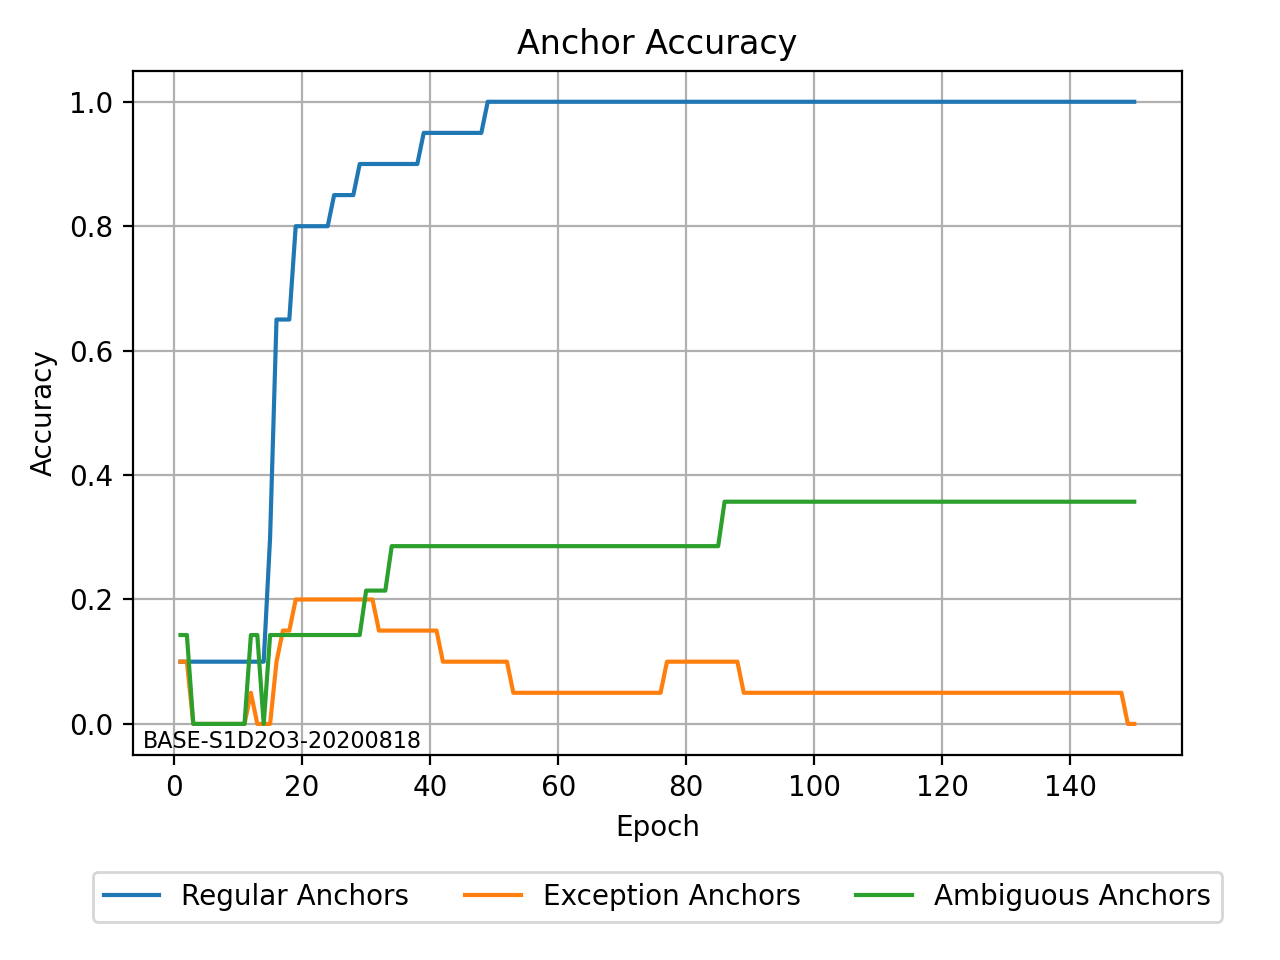 Anchor Accuracy
1.0
0.8
0.6
0.4
0.2
0.0
Accuracy
BASE-S1D2O3-20200818
0 20 40 60 80 100 120 140
Epoch
Regular Anchors Exception Anchors Ambiguous Anchors